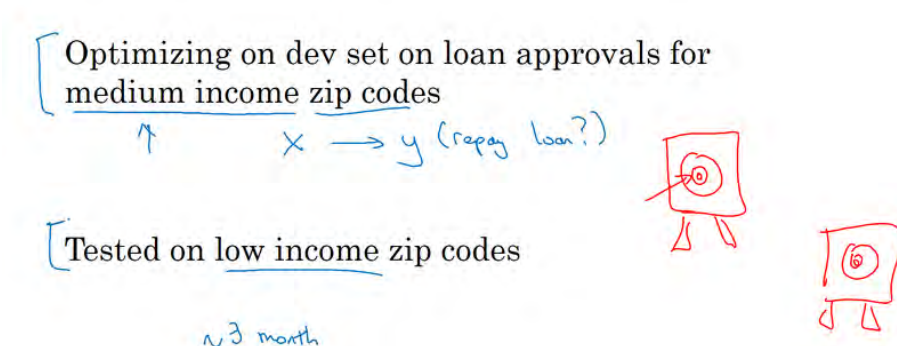 Optimizing on dev set on loan approvals for
medium income zip codes
x → y (repay loan?)
Tested on low income zip codes
~3 month